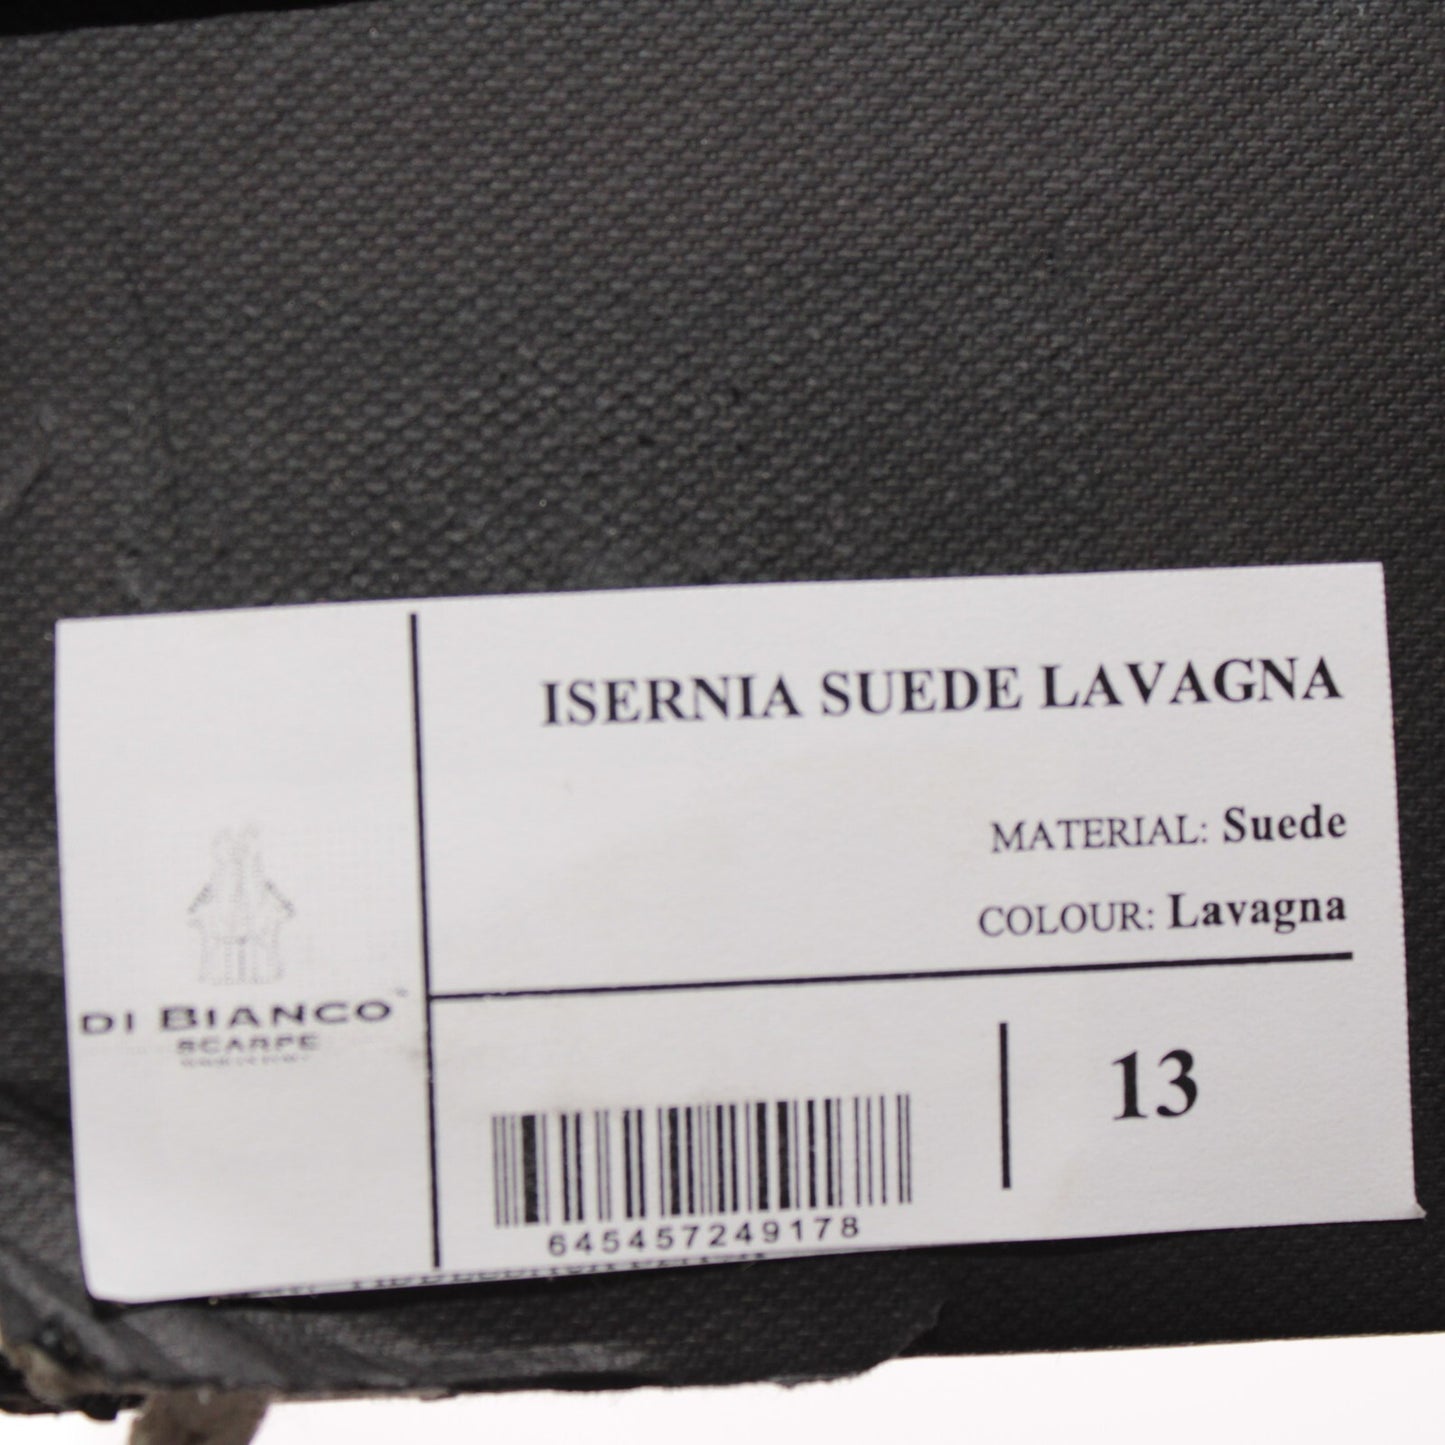 ISERNIA SUEDE LAVAGNA
MATERIAL: Suede
COLOUR: Lavagna
DI BIANCO
SCARPE
13
645457249178